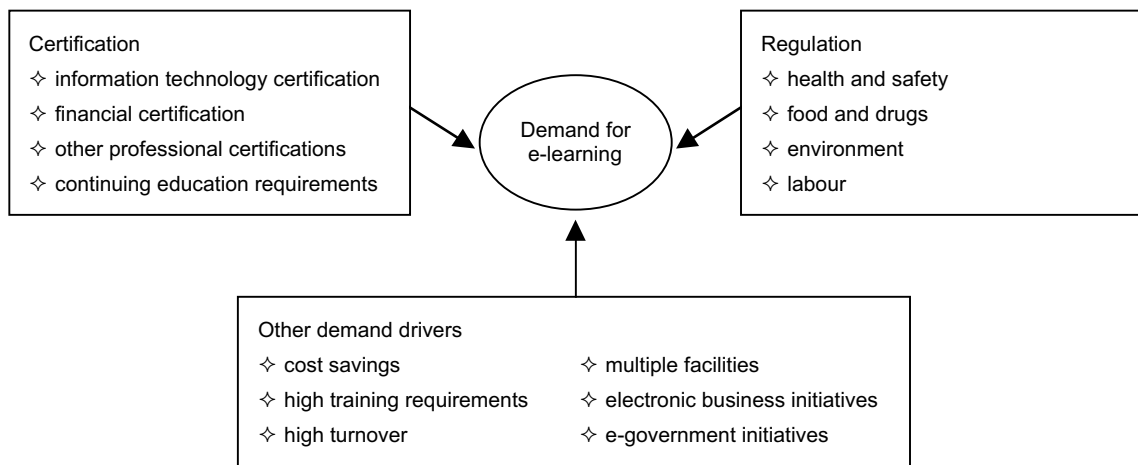 Certification
✧ information technology certification
✧ financial certification
✧ other professional certifications
✧ continuing education requirements
Demand for
e-learning
Regulation
✧ health and safety
✧ food and drugs
✧ environment
✧ labour
Other demand drivers
✧ cost savings
✧ high training requirements
✧ high turnover
✧ multiple facilities
✧ electronic business initiatives
✧ e-government initiatives